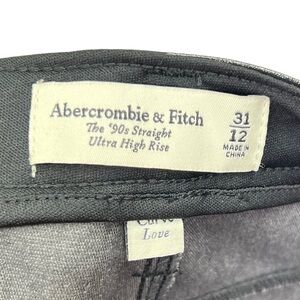 Abercrombie & Fitch
The '90s Straight
Ultra High Rise
31
12
MADE IN
CHINA
Curve
Love